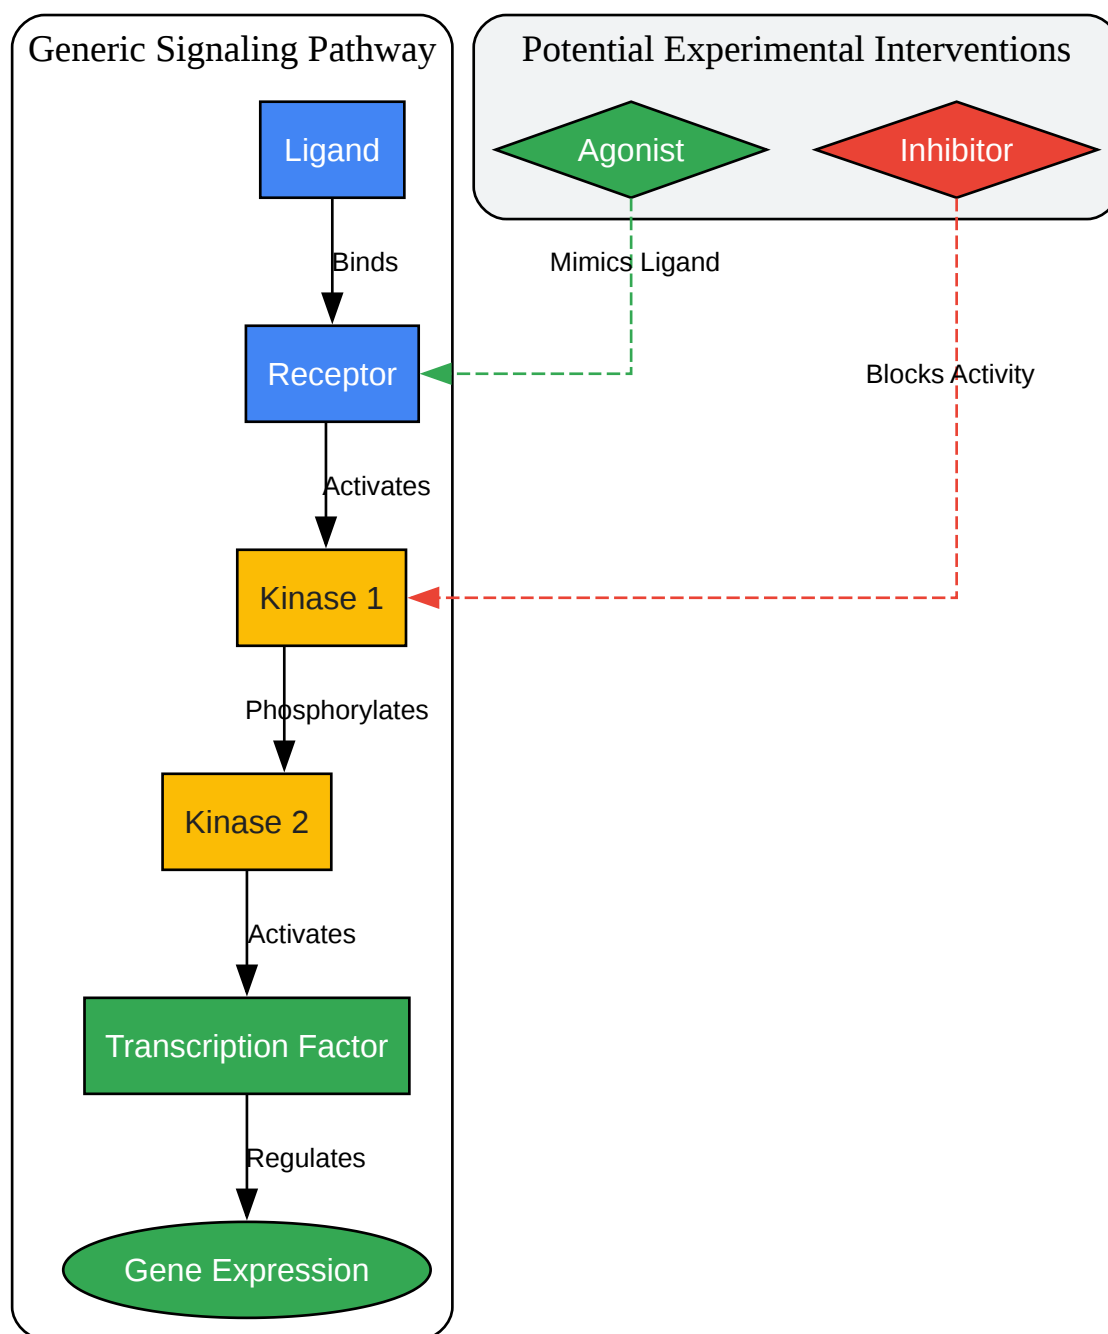 Generic Signaling Pathway
Potential Experimental Interventions
Ligand
Agonist
Inhibitor
Binds
Mimics Ligand
Receptor
Blocks Activity
Activates
Kinase 1
Phosphorylates
Kinase 2
Activates
Transcription Factor
Regulates
Gene Expression